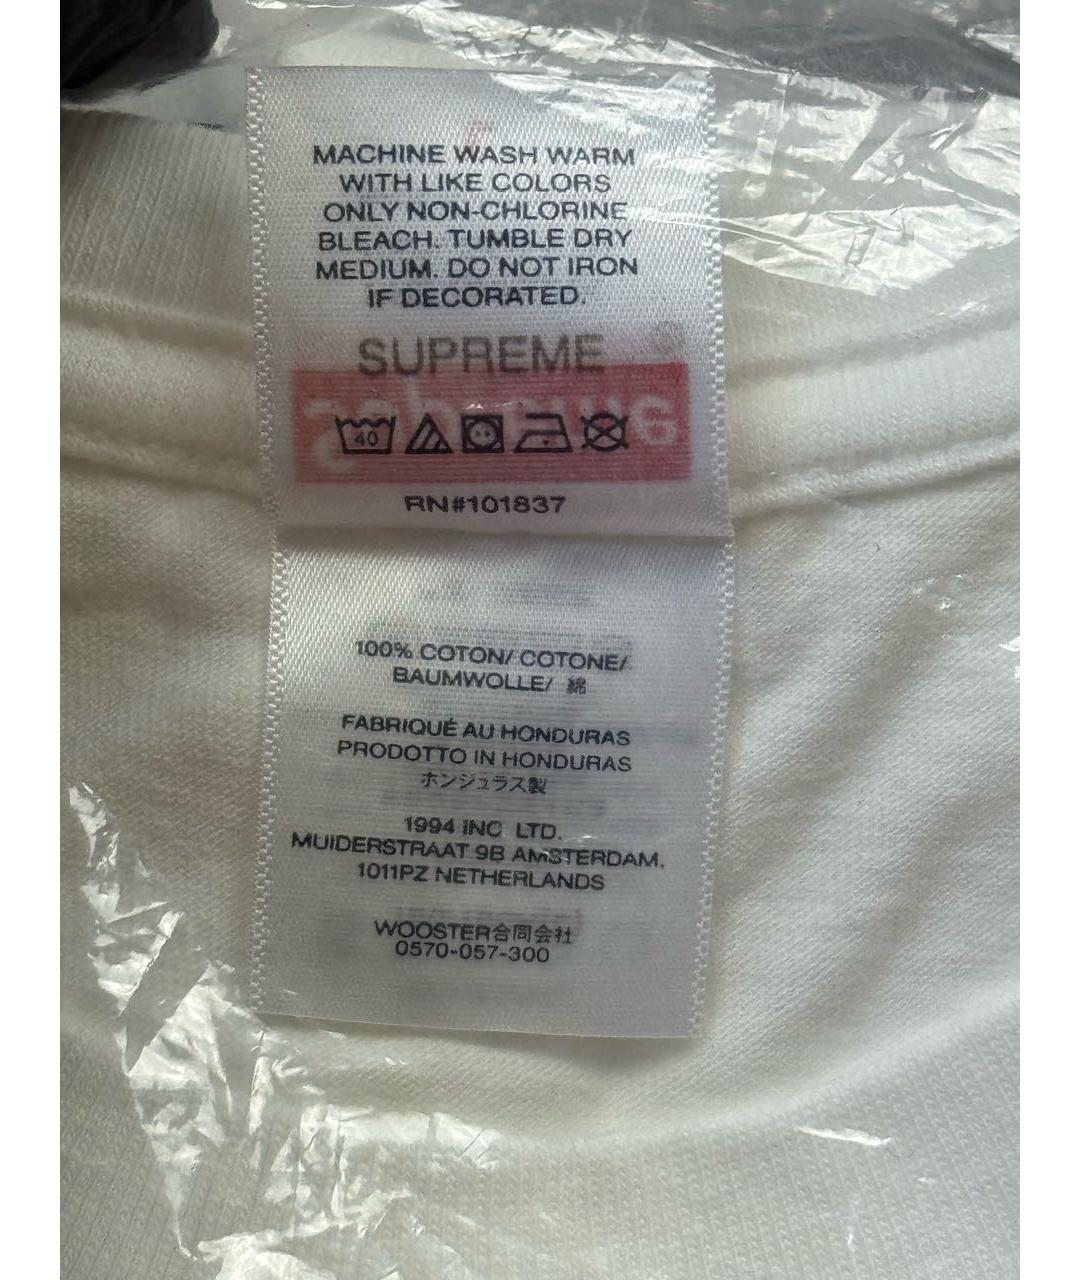 MACHINE WASH WARM
WITH LIKE COLORS
ONLY NON-CHLORINE
BLEACH. TUMBLE DRY
MEDIUM. DO NOT IRON
IF DECORATED.
SUPREME
40
RN#101837
100% COTON/ COTONE/
BAUMWOLLE/ 綿
FABRIQUÉ AU HONDURAS
PRODOTTO IN HONDURAS
ホンジュラス製
1994 INC LTD.
MUIDERSTRAAT 9B AMSTERDAM,
1011PZ NETHERLANDS
WOOSTER合同会社
0570-057-300